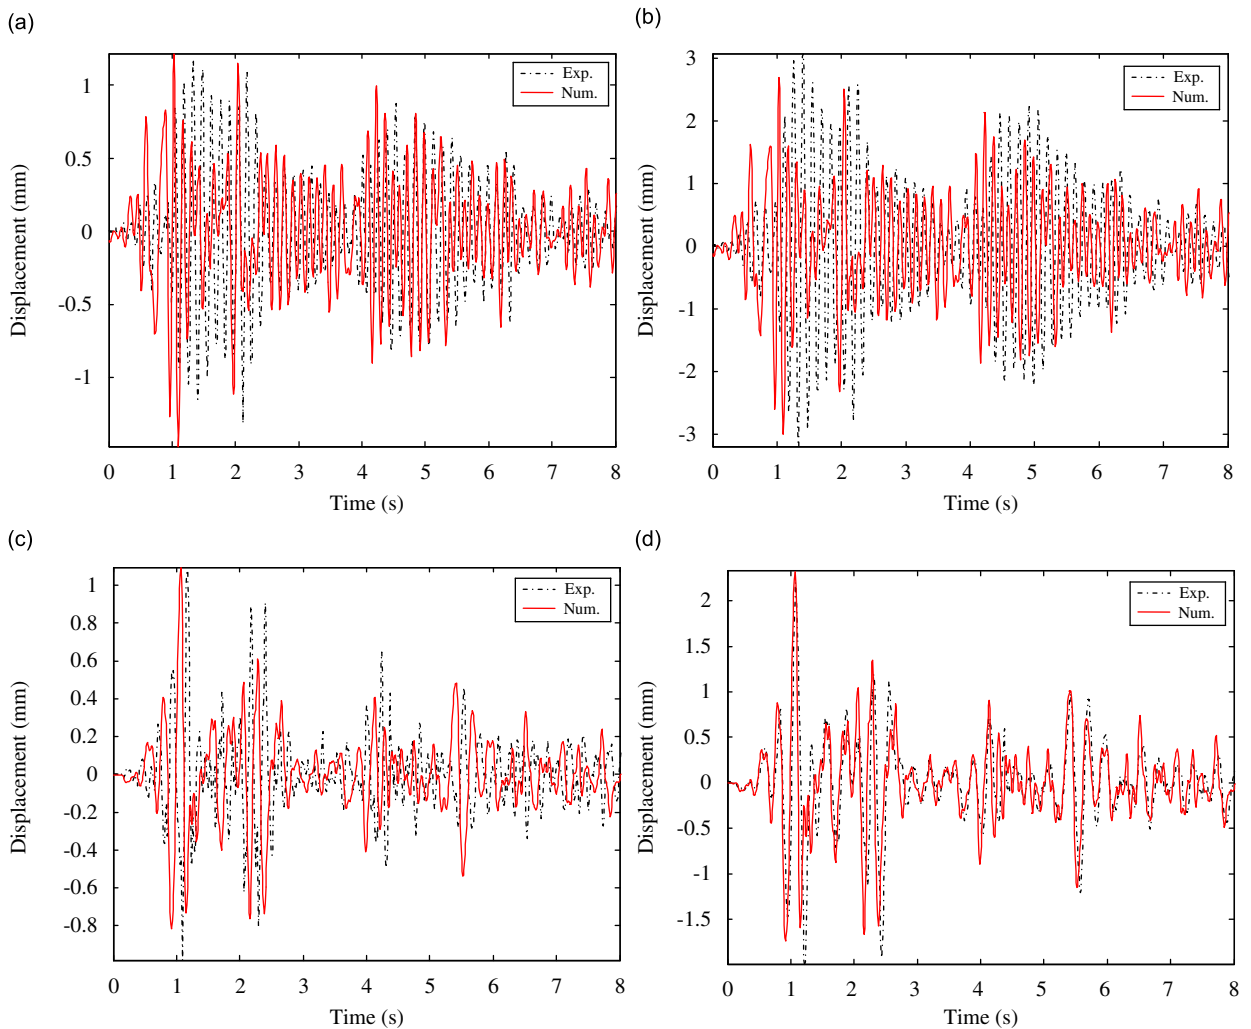 (a)
(b)
1
0.5
0
-0.5
-1
Displacement (mm)
0 1 2 3 4 5 6 7 8
Time (s)
Exp.
Num.
3
2
1
0
-1
-2
-3
Displacement (mm)
0 1 2 3 4 5 6 7 8
Time (s)
Exp.
Num.
(c)
(d)
1
0.8
0.6
0.4
0.2
0
-0.2
-0.4
-0.6
-0.8
Displacement (mm)
0 1 2 3 4 5 6 7 8
Time (s)
Exp.
Num.
2
1.5
1
0.5
0
-0.5
-1
-1.5
Displacement (mm)
0 1 2 3 4 5 6 7 8
Time (s)
Exp.
Num.